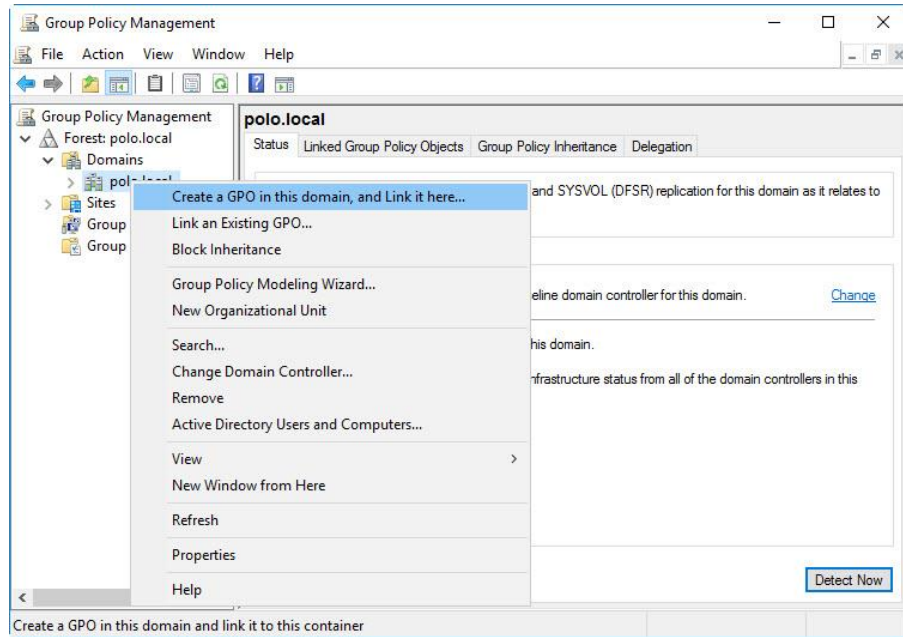 Group Policy Management
File Action View Window Help
Group Policy Management
Forest: polo.local
Domains
Sites
Group
Group
polo.local
Status Linked Group Policy Objects Group Policy Inheritance Delegation
and SYSVOL (DFSR) replication for this domain as it relates to
eline domain controller for this domain. Change
his domain.
nfrastructure status from all of the domain controllers in this
Detect Now
Create a GPO in this domain, and Link it here...
Link an Existing GPO...
Block Inheritance
Group Policy Modeling Wizard...
New Organizational Unit
Search...
Change Domain Controller...
Remove
Active Directory Users and Computers...
View
New Window from Here
Refresh
Properties
Help
Create a GPO in this domain and link it to this container